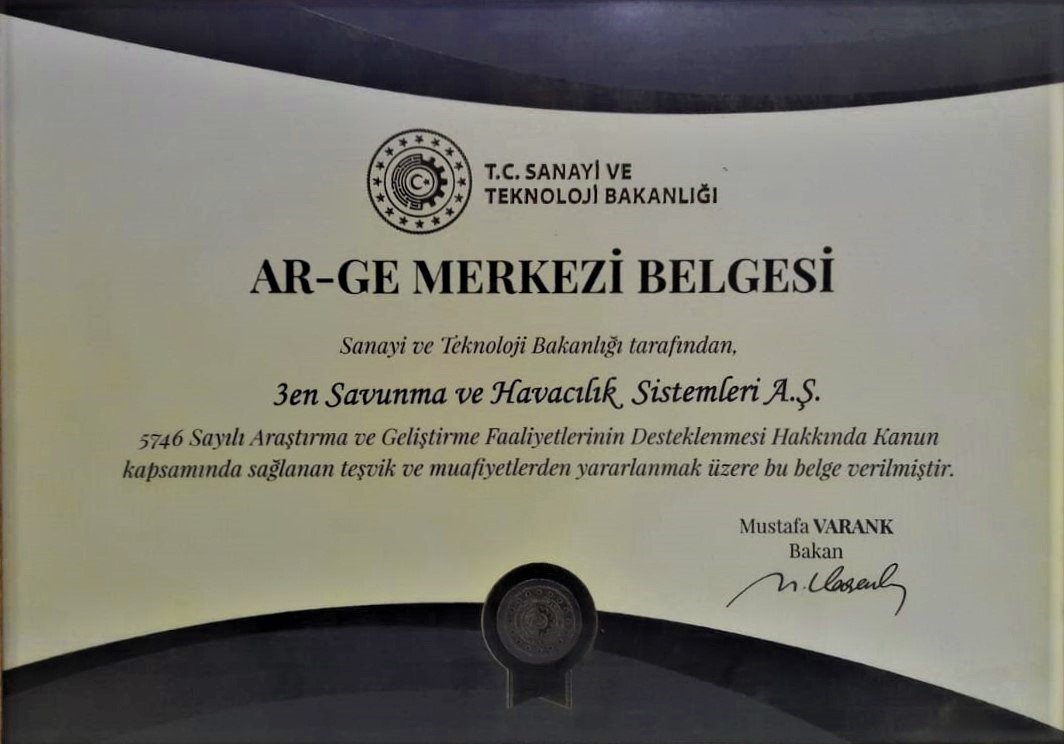 T.C. SANAYİ VE
TEKNOLOJİ BAKANLIĞI
AR-GE MERKEZİ BELGESİ
Sanayi ve Teknoloji Bakanlığı tarafından,
3en Savunma ve Havacılık Sistemleri A.Ş.
5746 Sayılı Araştırma ve Geliştirme Faaliyetlerinin Desteklenmesi Hakkında Kanun
kapsamında sağlanan teşvik ve muafiyetlerden yararlanmak üzere bu belge verilmiştir.
Mustafa VARANK
Bakan